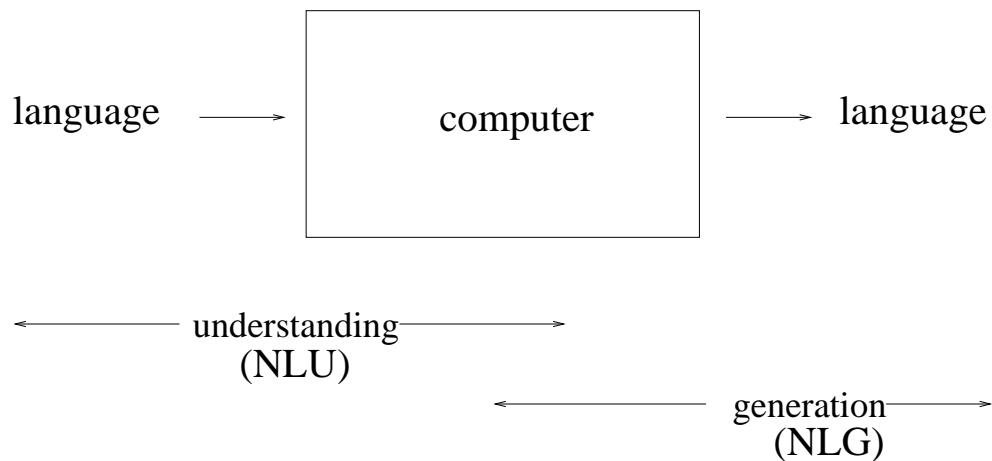 language
computer
language
understanding
(NLU)
generation
(NLG)